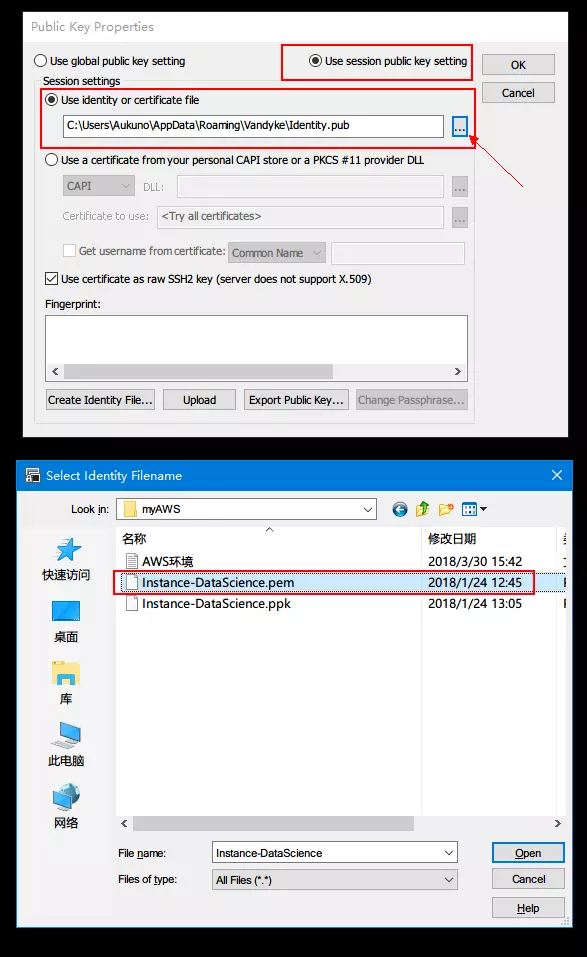 Public Key Properties
Use global public key setting
Use session public key setting
OK
Session settings
Cancel
Use identity or certificate file
C:\Users\Aukuno\AppData\Roaming\Vandyke\Identity.pub
...
Use a certificate from your personal CAPI store or a PKCS #11 provider DLL
CAPI
DLL:
...
Certificate to use:
<Try all certificates>
...
Get username from certificate:
Common Name
Use certificate as raw SSH2 key (server does not support X.509)
Fingerprint:
Create Identity File...
Upload
Export Public Key...
Change Passphrase...
Select Identity Filename
Look in:
myAWS
名称
修改日期
快速访问
AWS环境
2018/3/30 15:42
Instance-DataScience.pem
2018/1/24 12:45
Instance-DataScience.ppk
2018/1/24 13:05
桌面
库
此电脑
网络
File name:
Instance-DataScience
Open
Files of type:
All Files (*.*)
Cancel
Help